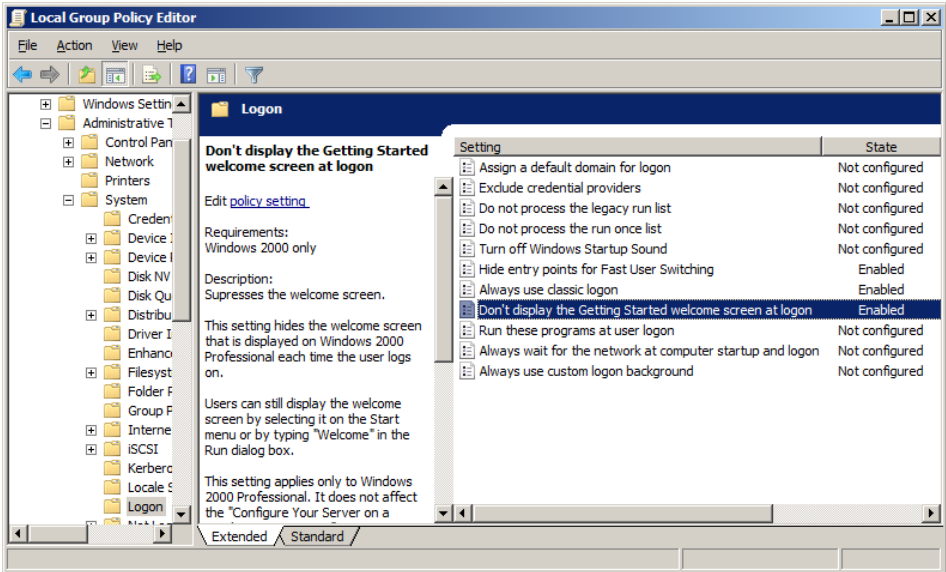 Local Group Policy Editor
File Action View Help
Windows Settin
Administrative T
Control Pan
Network
Printers
System
Creden
Device I
Device
Disk NV
Disk Qu
Distribu
Driver I
Enhanc
Filesyst
Folder
Group P
Interne
iSCSI
Kerbero
Locale S
Logon
Logon
Don't display the Getting Started
welcome screen at logon
Edit policy setting
Requirements:
Windows 2000 only
Description:
Supresses the welcome screen.
This setting hides the welcome screen
that is displayed on Windows 2000
Professional each time the user logs
on.
Users can still display the welcome
screen by selecting it on the Start
menu or by typing "Welcome" in the
Run dialog box.
This setting applies only to Windows
2000 Professional. It does not affect
the "Configure Your Server on a
Setting State
Assign a default domain for logon Not configured
Exclude credential providers Not configured
Do not process the legacy run list Not configured
Do not process the run once list Not configured
Turn off Windows Startup Sound Not configured
Hide entry points for Fast User Switching Enabled
Always use classic logon Enabled
Don't display the Getting Started welcome screen at logon Enabled
Run these programs at user logon Not configured
Always wait for the network at computer startup and logon Not configured
Always use custom logon background Not configured
Extended Standard